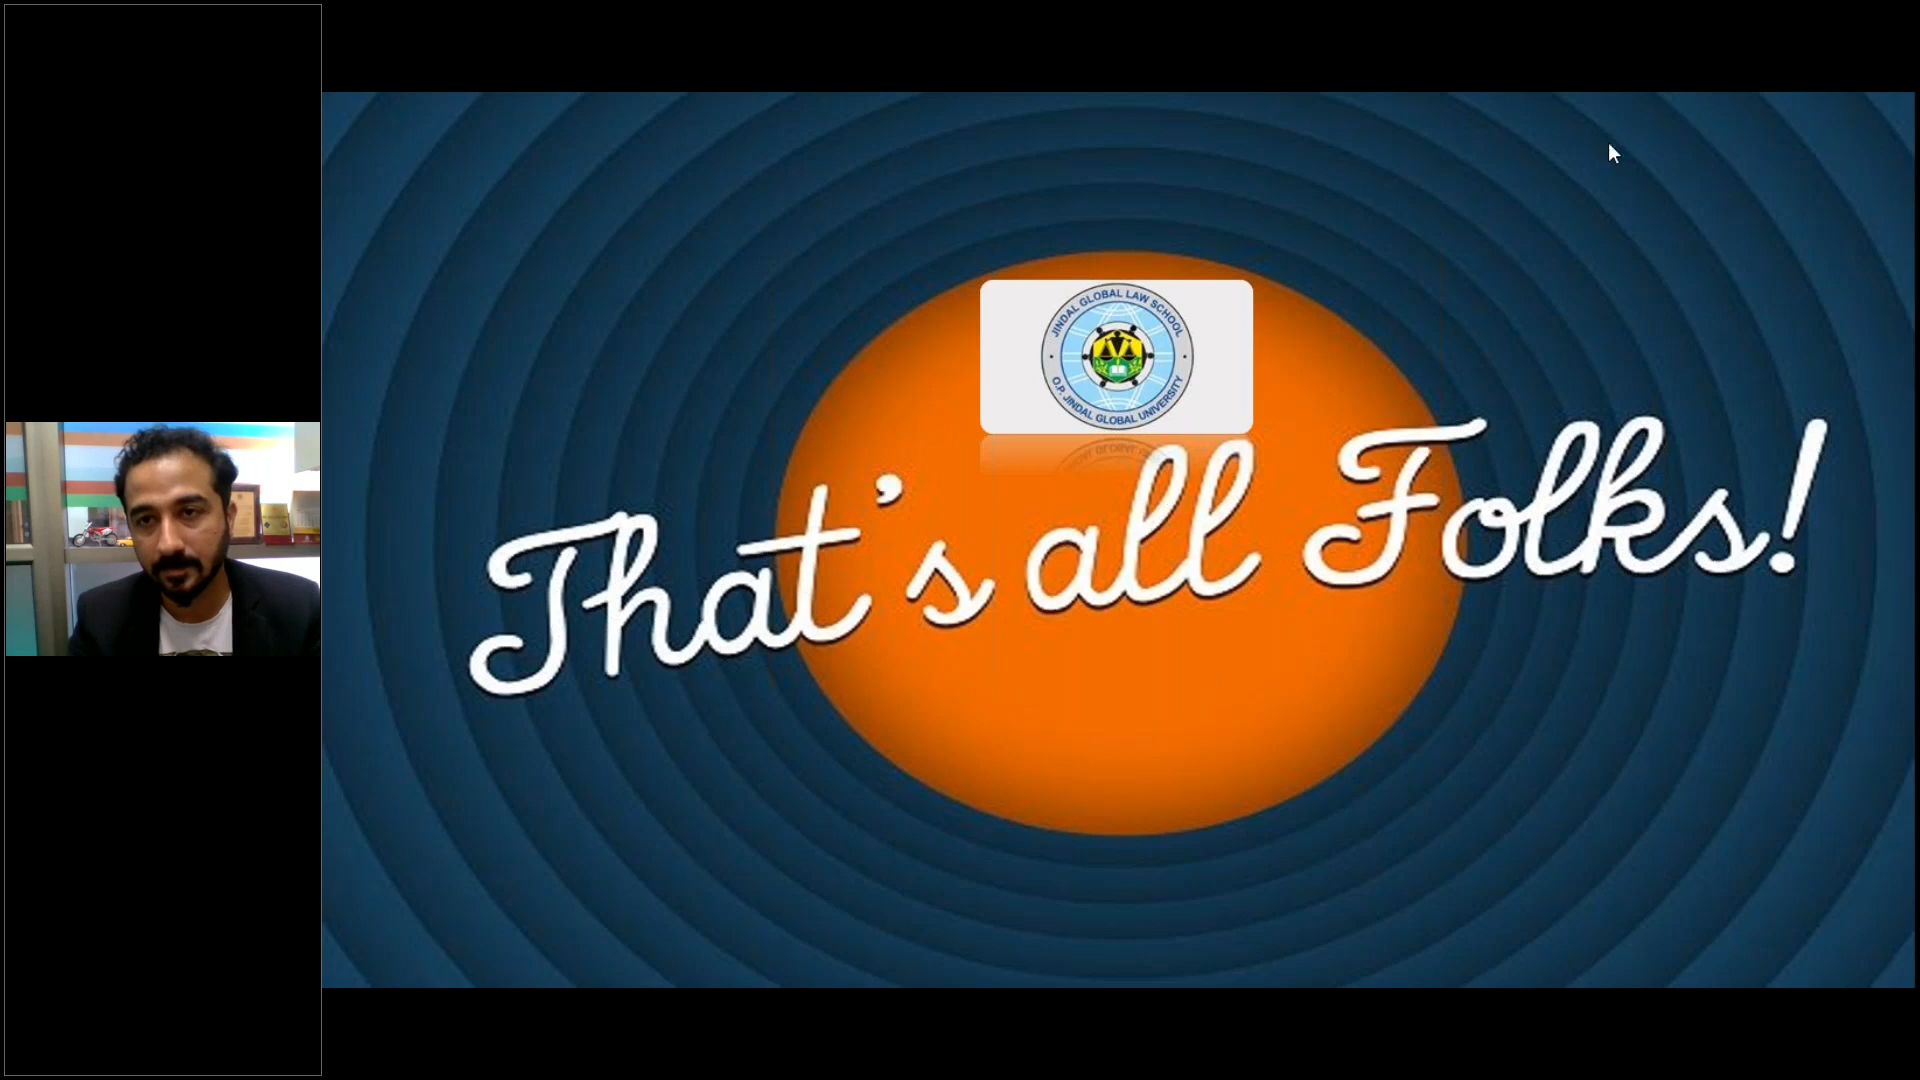 JINDAL GLOBAL LAW SCHOOL
O.P. JINDAL GLOBAL UNIVERSITY
That's all Folks!